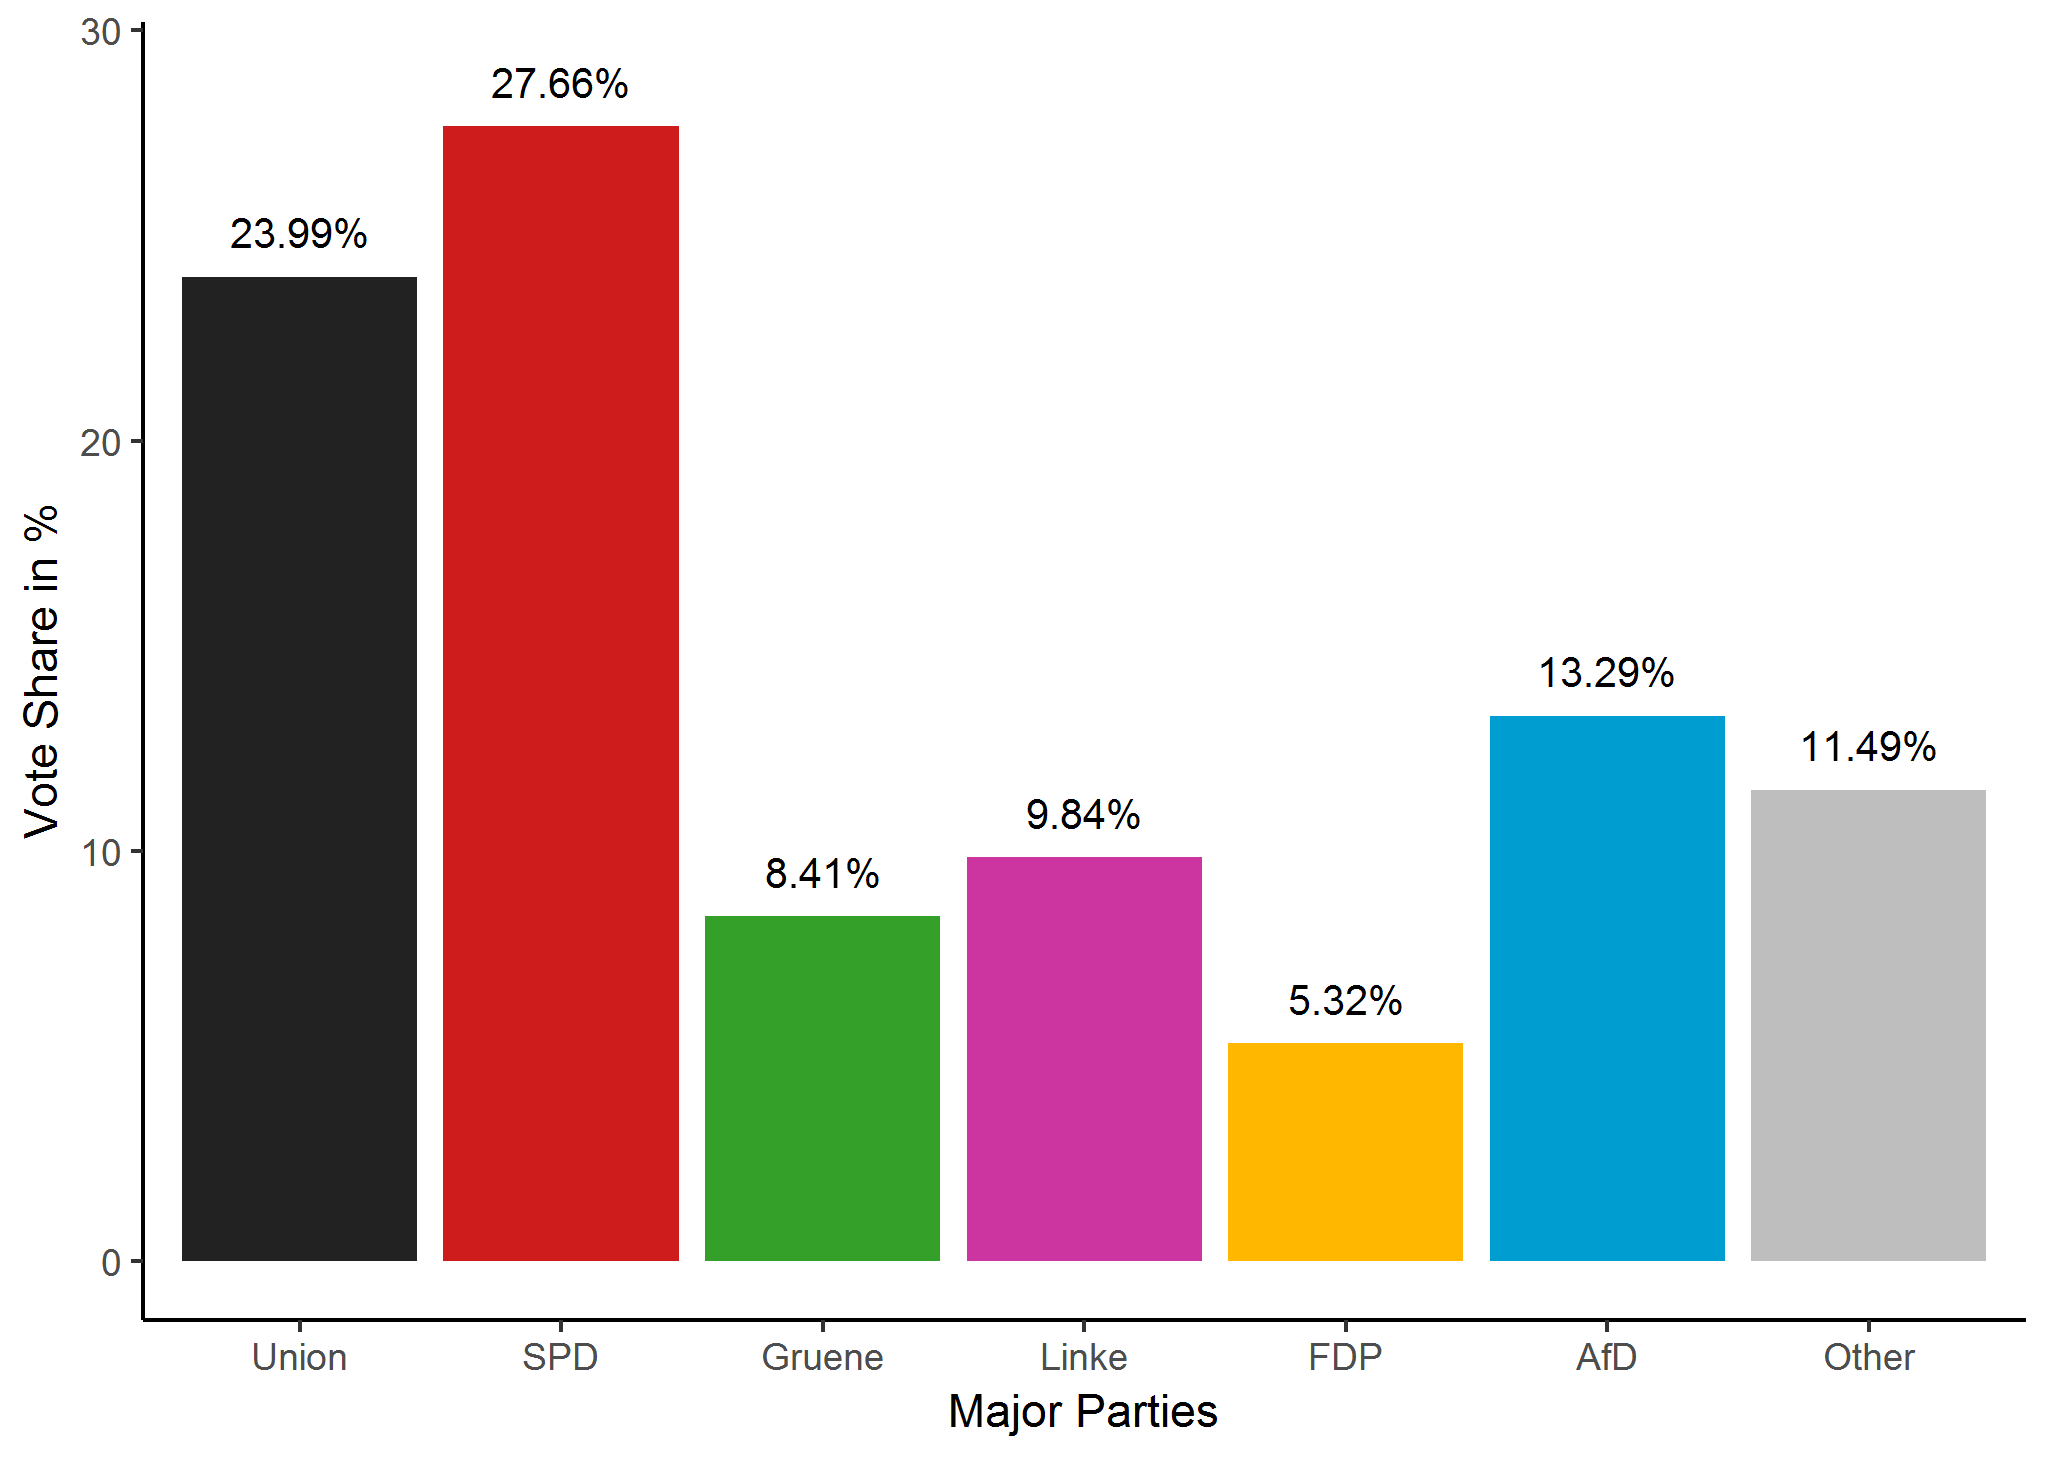 30
20
10
0
Vote Share in %
23.99%
27.66%
8.41%
9.84%
5.32%
13.29%
11.49%
Union
SPD
Gruene
Linke
FDP
AfD
Other
Major Parties